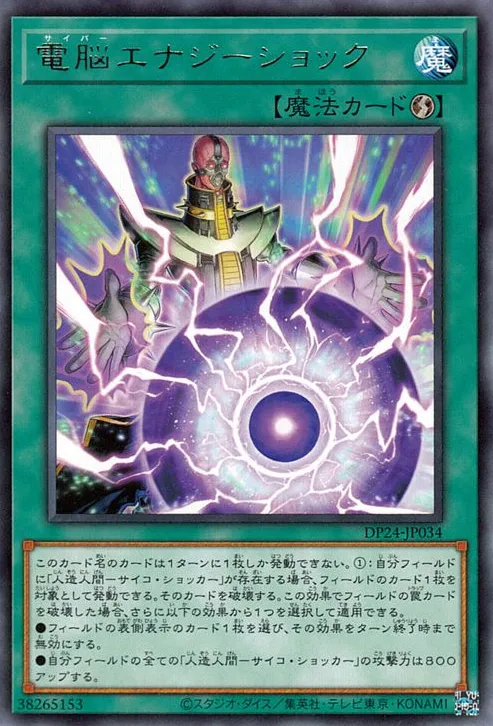 サイバー
電脳エナジーショック
魔
【魔法カード】
DP24-JP034
このカード名のカードは1ターンに1枚しか発動できない。①:自分フィールド
に「人造人間-サイコ・ショッカー」が存在する場合、フィールドのカード1枚を
対象として発動できる。そのカードを破壊する。この効果でフィールドの罠カード
を破壊した場合、さらに以下の効果から1つを選択して適用できる。
●フィールドの表側表示のカード1枚を選び、その効果をターン終了時まで
無効にする。
●自分フィールドの全ての「人造人間-サイコ・ショッカー」の攻撃力は800
アップする。
38265153
©スタジオ・ダイス/集英社・テレビ東京・KONAMI